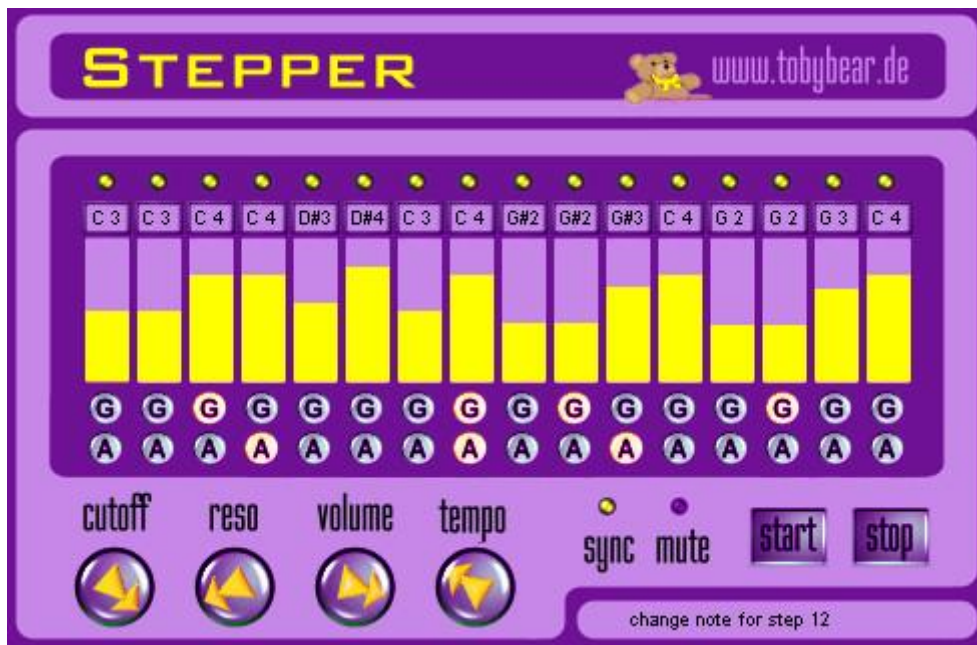 STEPPER
www.tobybear.de
C 3 C 3 C 4 C 4 D#3 D#4 C 3 C 4 G#2 G#2 G#3 C 4 G 2 G 2 G 3 C 4
G G G G G G G G G G G G G G G G
A A A A A A A A A A A A A A A A
cutoff reso volume tempo
sync mute start stop
change note for step 12